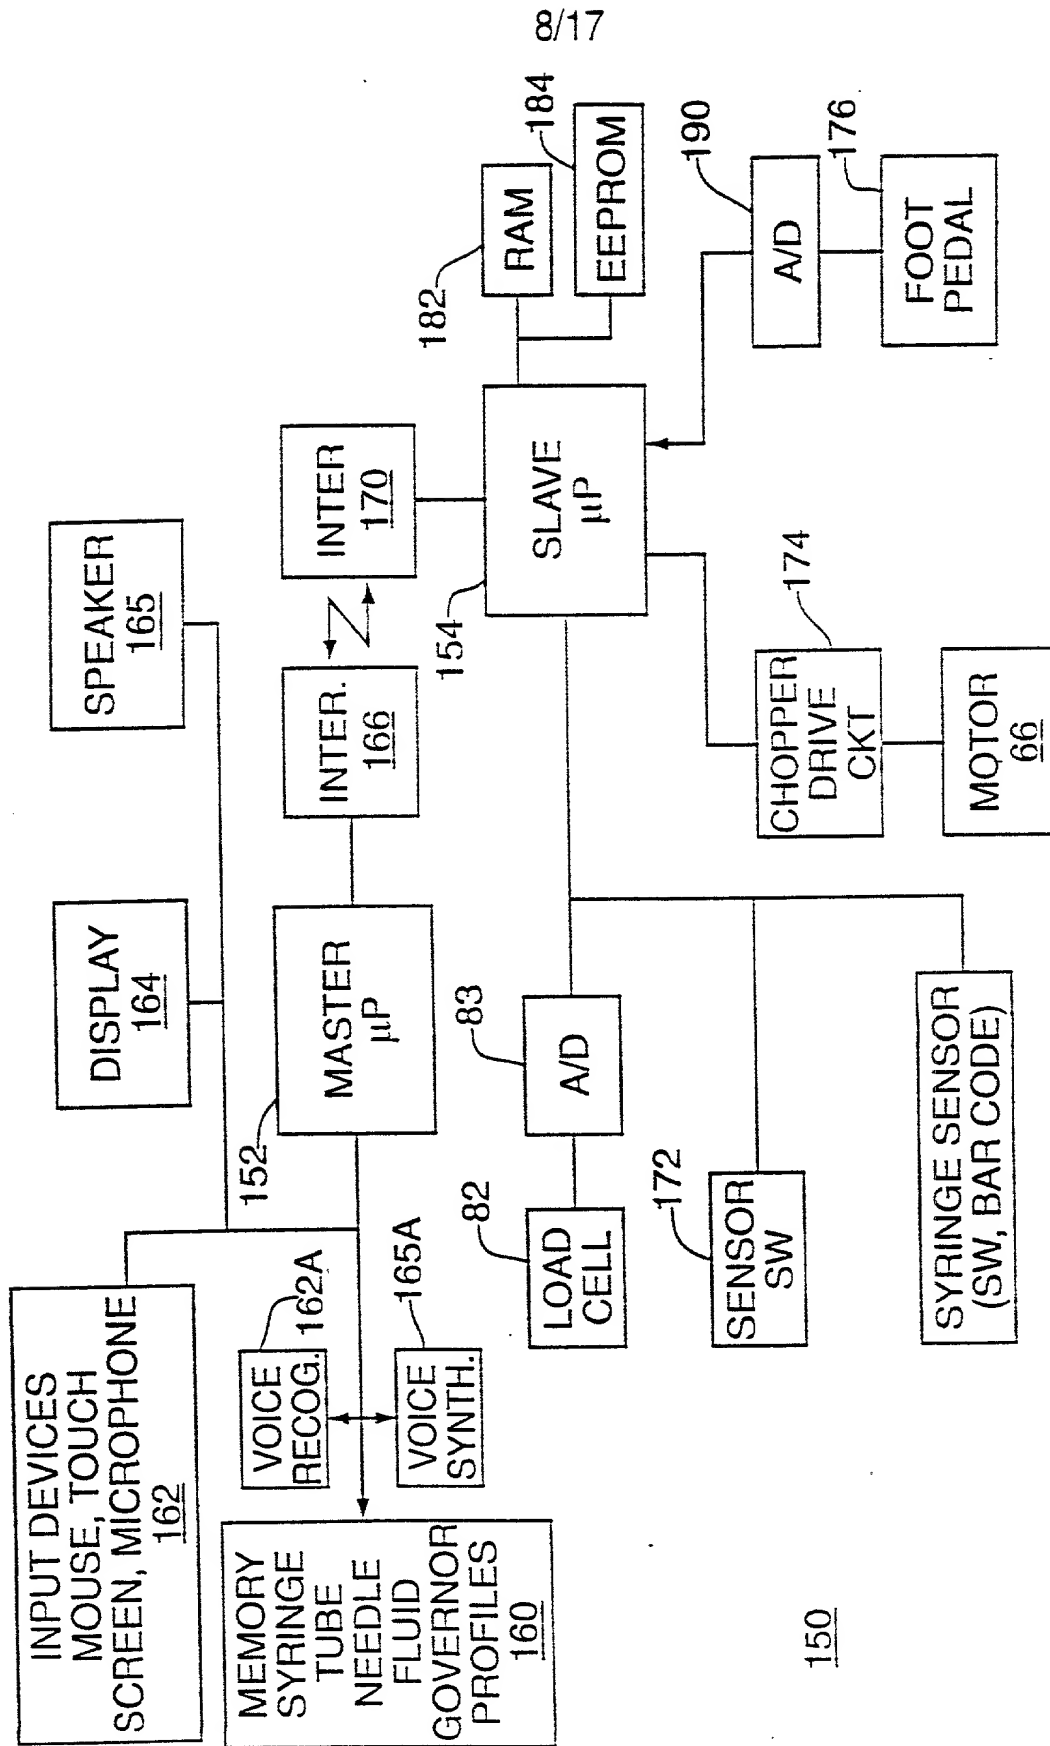 8/17
INPUT DEVICES
MOUSE, TOUCH
SCREEN, MICROPHONE
162
DISPLAY
164
SPEAKER
165
MEMORY
SYRINGE
TUBE
NEEDLE
FLUID
GOVERNOR
PROFILES
160
VOICE
RECOG.
162A
VOICE
SYNTH.
165A
152
MASTER
µP
INTER.
166
INTER
170
154
SLAVE
µP
182
RAM
184
EEPROM
82
LOAD
CELL
83
A/D
172
SENSOR
SW
SYRINGE SENSOR
(SW, BAR CODE)
174
CHOPPER
DRIVE
CKT
MOTOR
66
190
A/D
176
FOOT
PEDAL
150